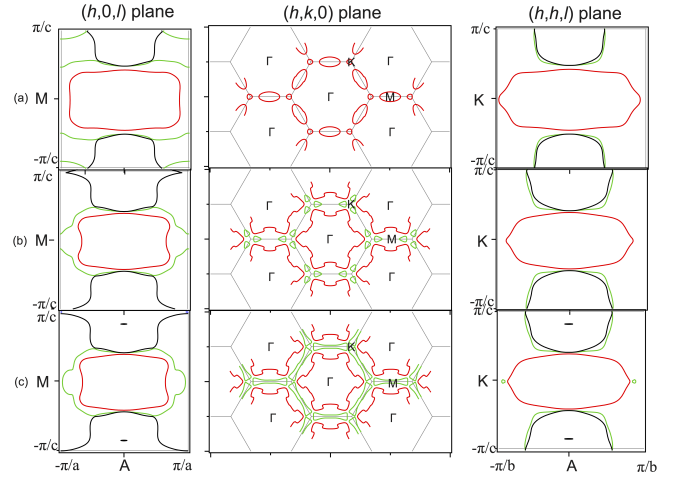 (h,0,l) plane (h,k,0) plane (h,h,l) plane
π/c π/c
Γ Γ
K
(a) M Γ M K
Γ Γ
-π/c -π/c
π/c π/c
Γ Γ
K
(b) M Γ M K
Γ Γ
-π/c -π/c
π/c π/c
Γ Γ
K
(c) M Γ M K
Γ Γ
-π/c -π/c
-π/a A π/a -π/b A π/b